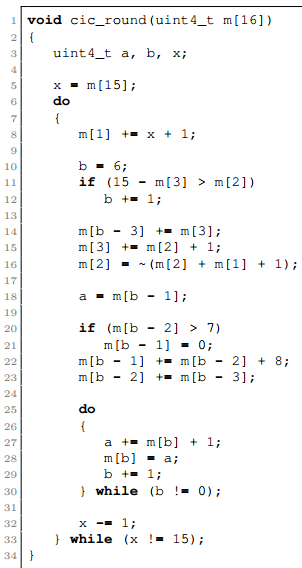 1 void cic_round(uint4_t m[16])
2 {
3     uint4_t a, b, x;
4
5     x = m[15];
6     do
7     {
8         m[1] += x + 1;
9
10         b = 6;
11         if (15 - m[3] > m[2])
12             b += 1;
13
14         m[b - 3] += m[3];
15         m[3] += m[2] + 1;
16         m[2] = ~(m[2] + m[1] + 1);
17
18         a = m[b - 1];
19
20         if (m[b - 2] > 7)
21             m[b - 1] = 0;
22         m[b - 1] += m[b - 2] + 8;
23         m[b - 2] += m[b - 3];
24
25         do
26         {
27             a += m[b] + 1;
28             m[b] = a;
29             b += 1;
30         } while (b != 0);
31
32         x -= 1;
33     } while (x != 15);
34 }